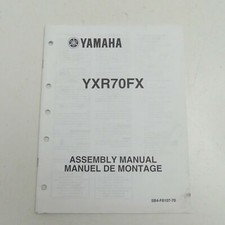 YAMAHA
YXR70FX
ASSEMBLY MANUAL
MANUEL DE MONTAGE